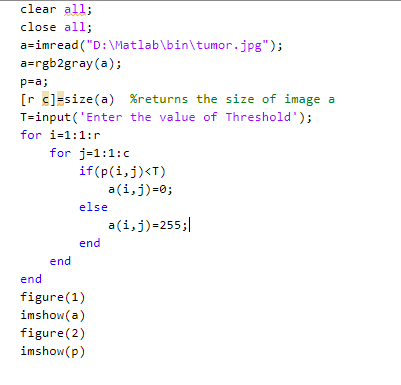 clear all;
close all;
a=imread("D:\Matlab\bin\tumor.jpg");
a=rgb2gray(a);
p=a;
[r c]=size(a)  %returns the size of image a
T=input('Enter the value of Threshold');
for i=1:1:r
    for j=1:1:c
        if(p(i,j)<T)
            a(i,j)=0;
        else
            a(i,j)=255;
        end
    end
end
figure(1)
imshow(a)
figure(2)
imshow(p)